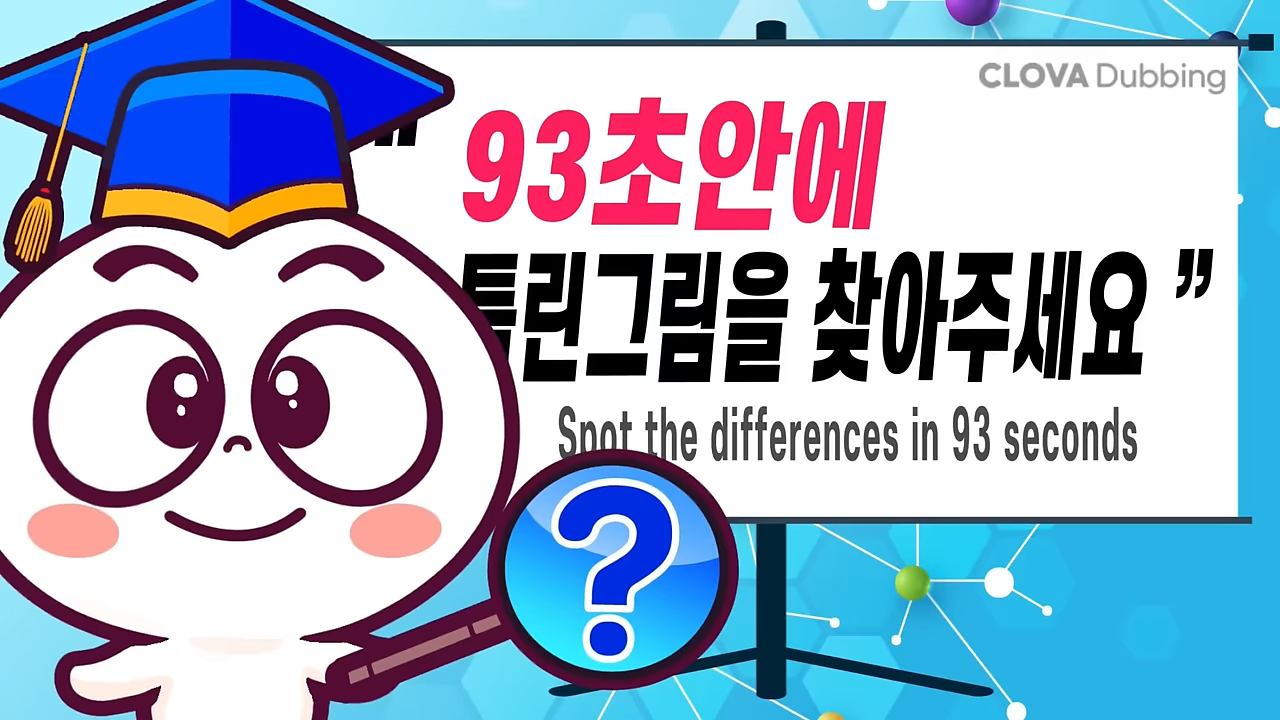 CLOVA Dubbing
" 93초안에
틀린그림을 찾아주세요 "
Spot the differences in 93 seconds
?